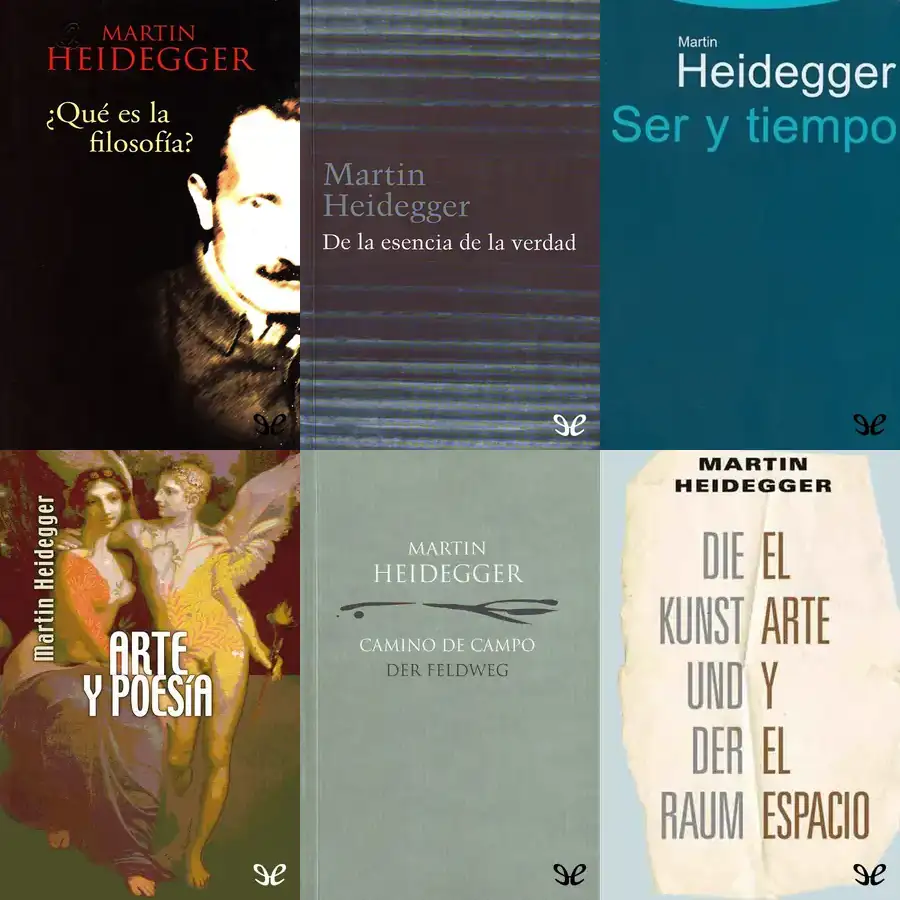 MARTIN
HEIDEGGER
¿Qué es la
filosofía?
Martin
Heidegger
De la esencia de la verdad
Martin
Heidegger
Ser y tiempo
Martin Heidegger
ARTE
Y POESÍA
MARTIN
HEIDEGGER
CAMINO DE CAMPO
DER FELDWEG
MARTIN
HEIDEGGER
DIE EL
KUNST ARTE
UND Y
DER EL
RAUM ESPACIO